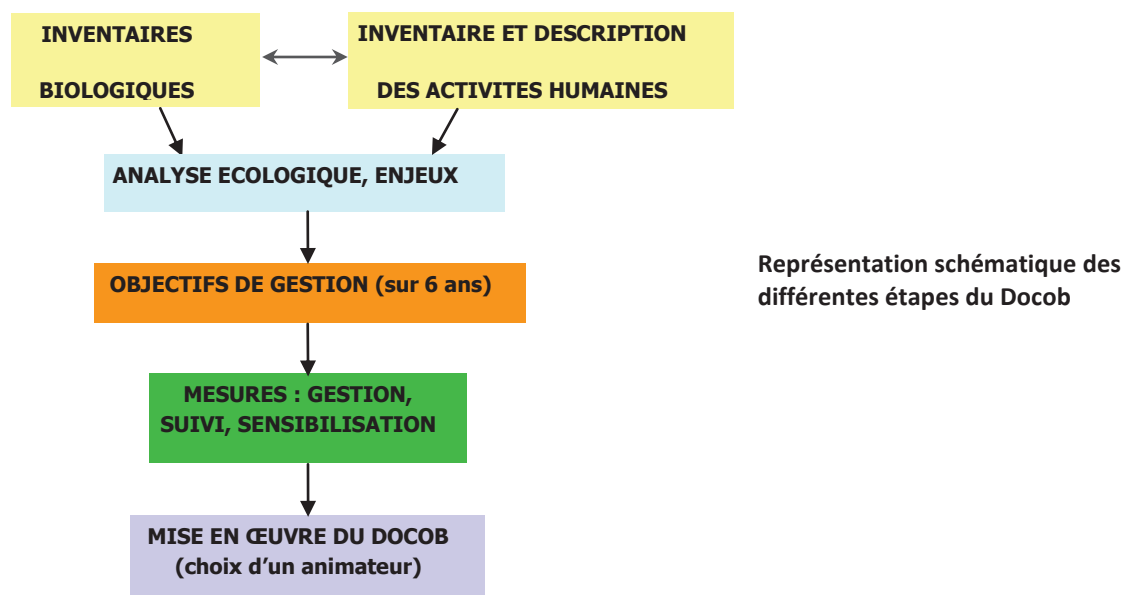 INVENTAIRES
BIOLOGIQUES
INVENTAIRE ET DESCRIPTION
DES ACTIVITES HUMAINES
ANALYSE ECOLOGIQUE, ENJEUX
OBJECTIFS DE GESTION (sur 6 ans)
MESURES : GESTION,
SUIVI, SENSIBILISATION
MISE EN ŒUVRE DU DOCOB
(choix d’un animateur)
Représentation schématique des
différentes étapes du Docob